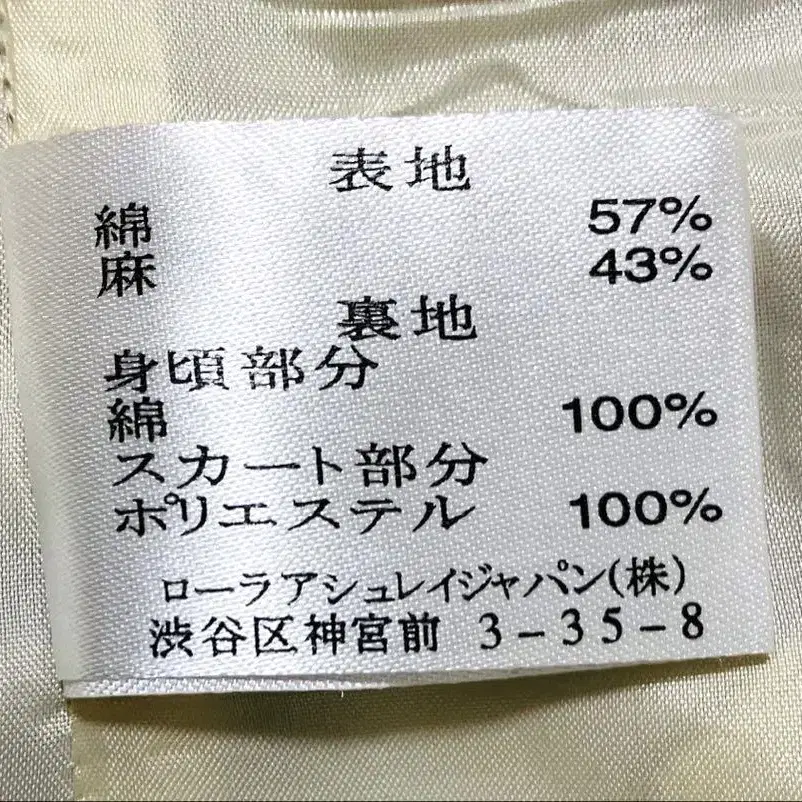 表地
綿 57%
麻 43%
裏地
身頃部分
綿 100%
スカート部分
ポリエステル 100%
ローラアシュレイジャパン(株)
渋谷区神宮前 3-35-8